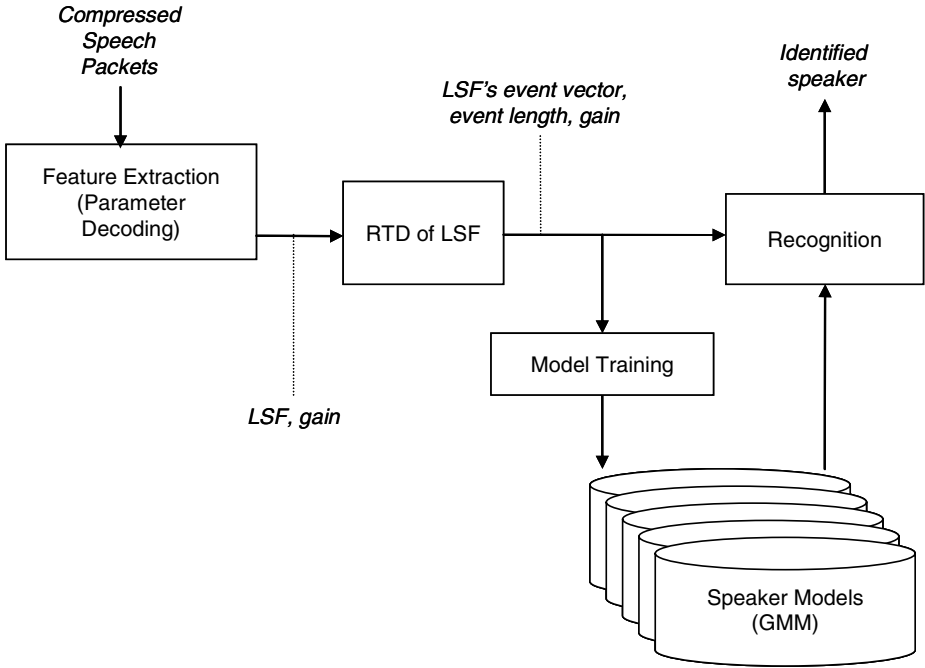 Compressed
Speech
Packets
Identified
speaker
LSF's event vector,
event length, gain
Feature Extraction
(Parameter
Decoding)
RTD of LSF
Recognition
Model Training
LSF, gain
Speaker Models
(GMM)